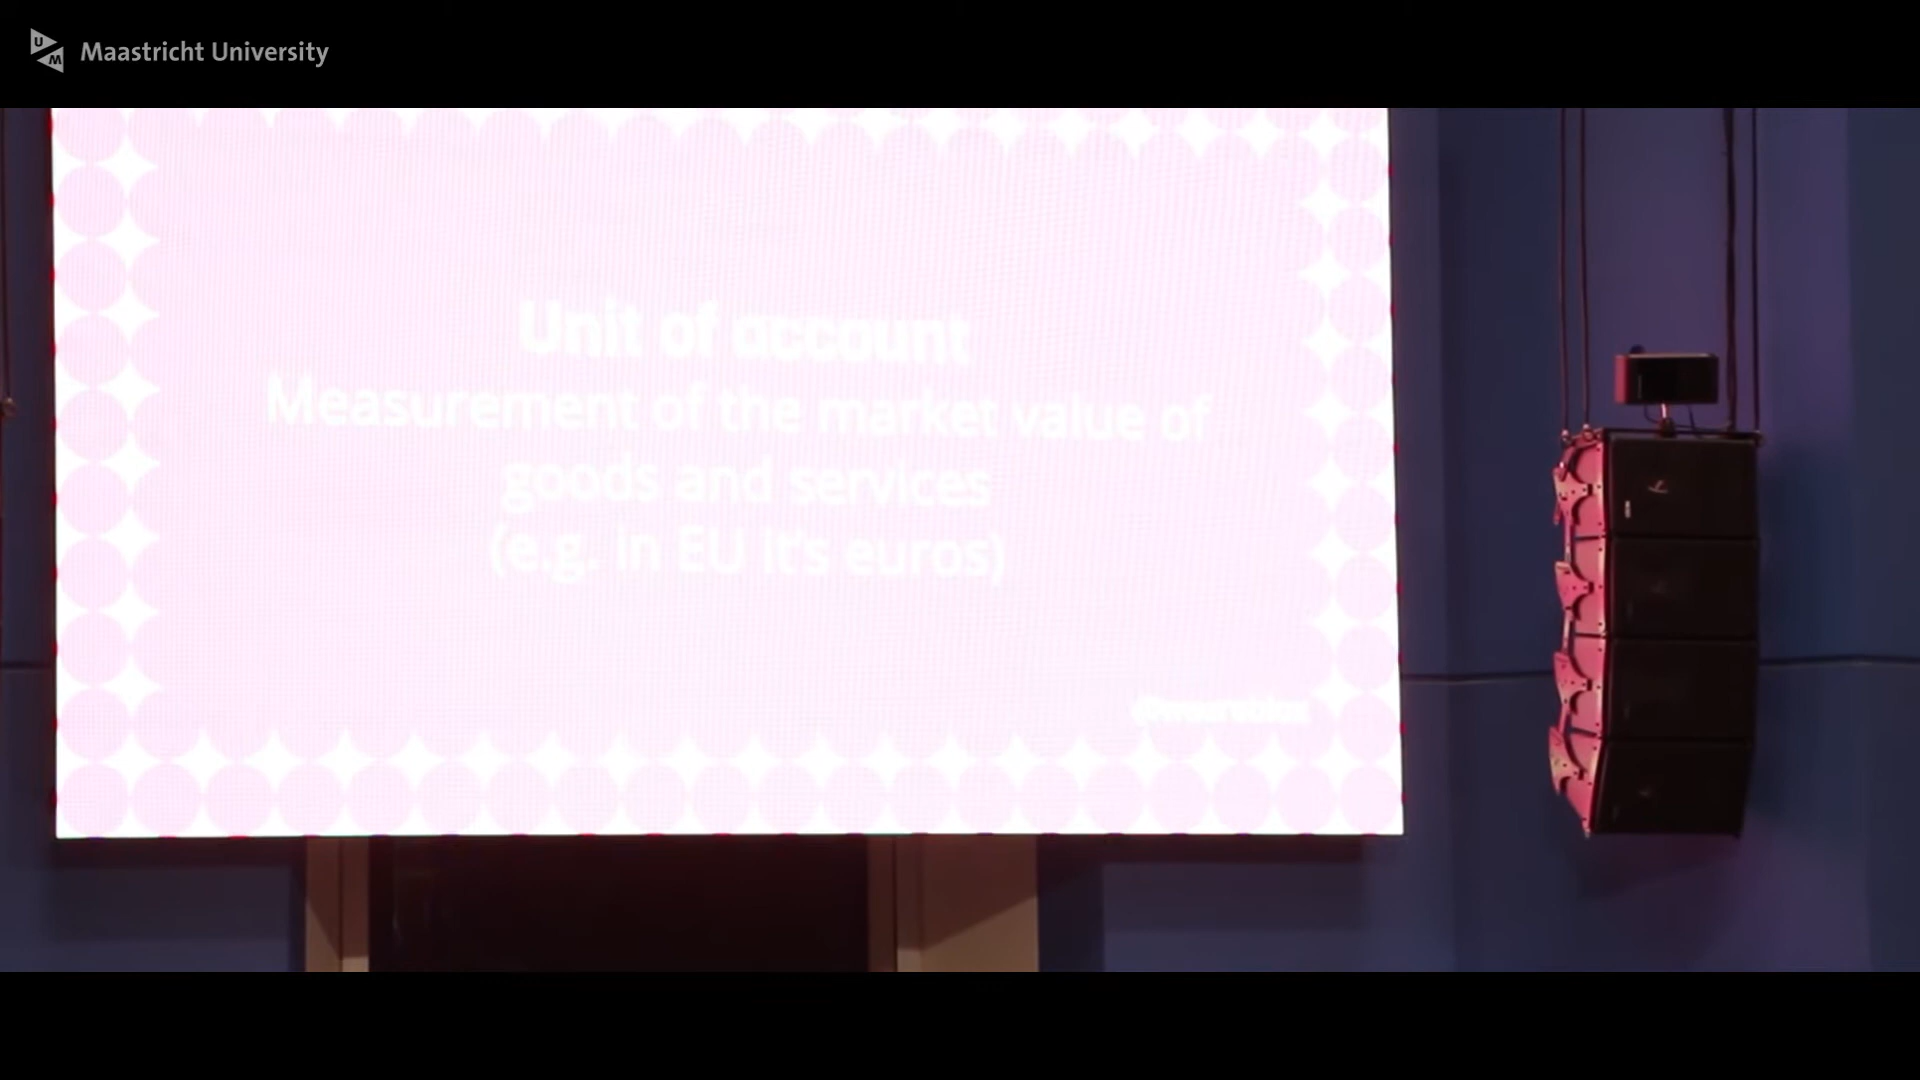 Maastricht University
Unit of account
Measurement of the market value of
goods and services
(e.g. in EU it's euros)